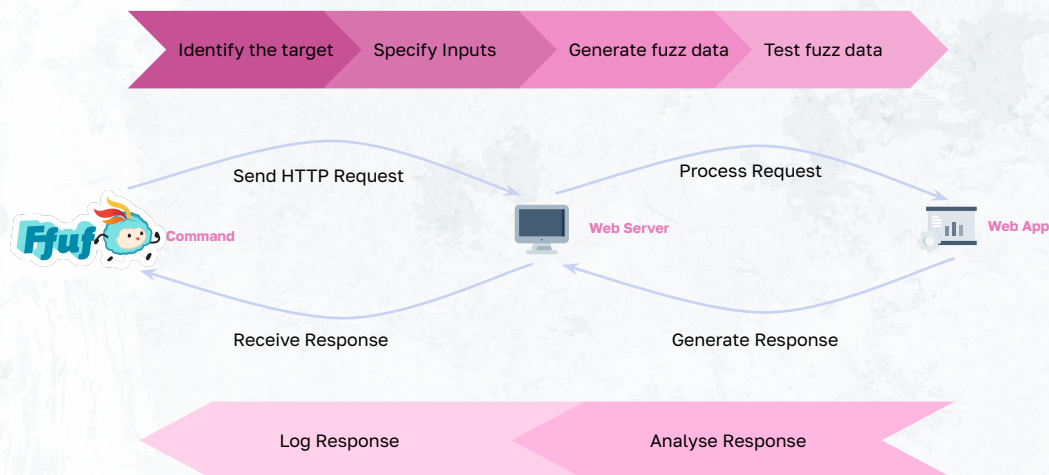 Identify the target
Specify Inputs
Generate fuzz data
Test fuzz data
Send HTTP Request
Process Request
Ffuf
Command
Web Server
Web App
Receive Response
Generate Response
Log Response
Analyse Response